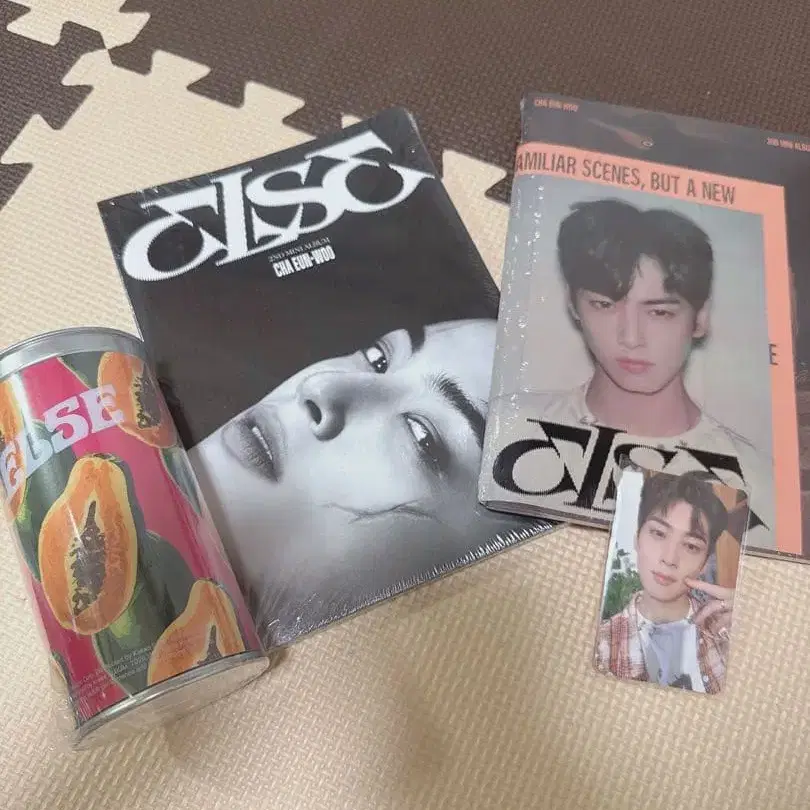 ELSE
2ND MINI ALBUM
CHA EUN-WOO
CHA EUN-WOO
2ND MINI ALBUM
AMILIAR SCENES, BUT A NEW
E
ELSE
ELSE